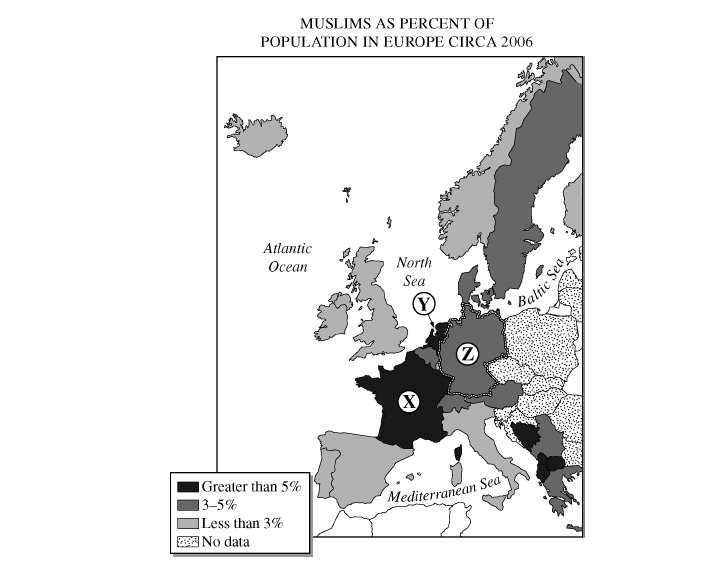 MUSLIMS AS PERCENT OF
POPULATION IN EUROPE CIRCA 2006
Atlantic
Ocean
North
Sea
Y
Baltic Sea
Z
X
Mediterranean Sea
Greater than 5%
3–5%
Less than 3%
No data